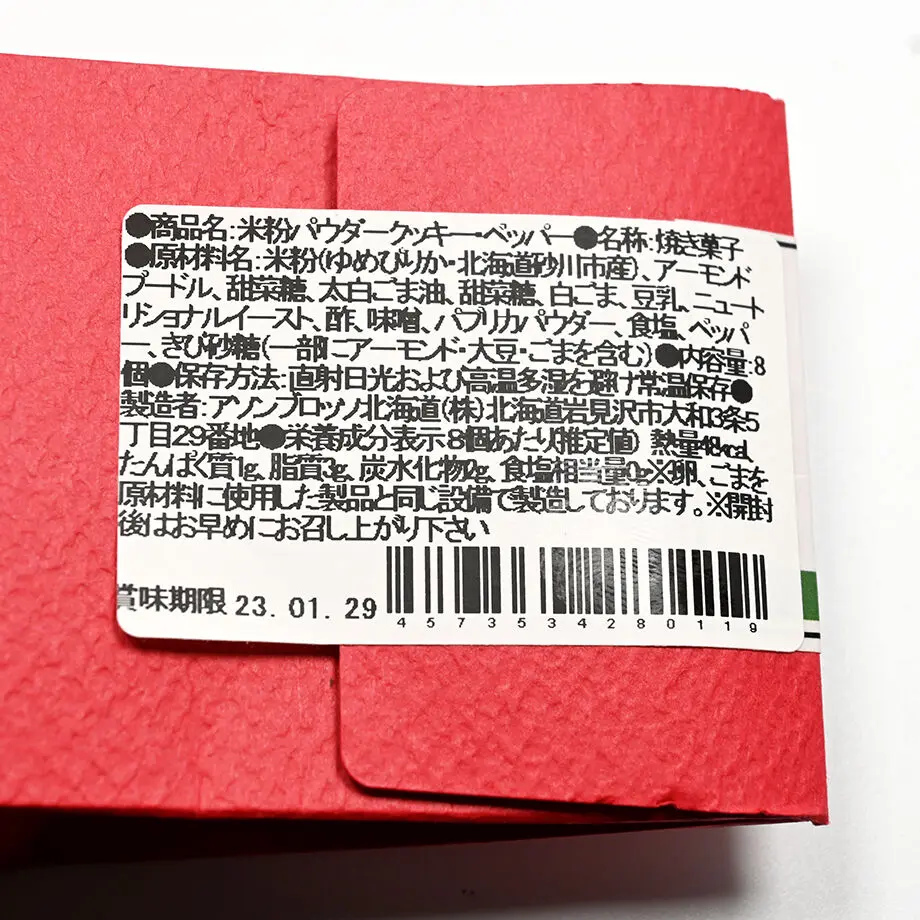 ●商品名:米粉パウダークッキー・ペッパー●名称:焼き菓子
●原材料名:米粉(ゆめぴりか・北海道砂川市産)、アーモンド
プードル、甜菜糖、太白ごま油、甜菜糖、白ごま、豆乳、ニュート
リショナルイースト、酢、味噌、パプリカパウダー、食塩、ペッパ
ー、きび砂糖(一部にアーモンド・大豆・ごまを含む)●内容量:8
個●保存方法:直射日光および高温多湿を避け常温保存●
製造者:アソンブロッソ北海道(株)北海道岩見沢市大和3条5
丁目29番地●栄養成分表示8個あたり(推定値) 熱量48kcal、
たんぱく質1g、脂質3g、炭水化物2g、食塩相当量0g※卵、ごまを
原材料に使用した製品と同じ設備で製造しております。※開封
後はお早めにお召し上がり下さい
賞味期限 23.01.29
4573534280119